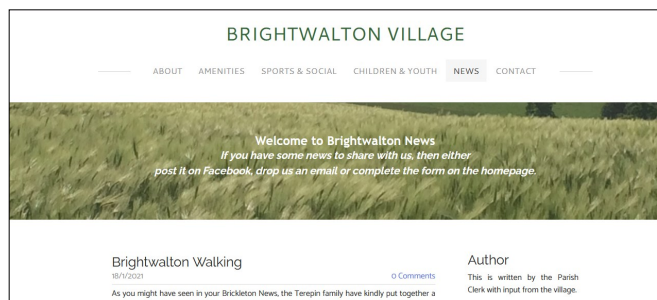 BRIGHTWALTON VILLAGE
ABOUT AMENITIES SPORTS & SOCIAL CHILDREN & YOUTH NEWS CONTACT
Welcome to Brightwalton News
If you have some news to share with us, then either
post it on Facebook, drop us an email or complete the form on the homepage.
Brightwalton Walking
18/1/2021
0 Comments
As you might have seen in your Brickleton News, the Terepin family have kindly put together a
Author
This is written by the Parish
Clerk with input from the village.